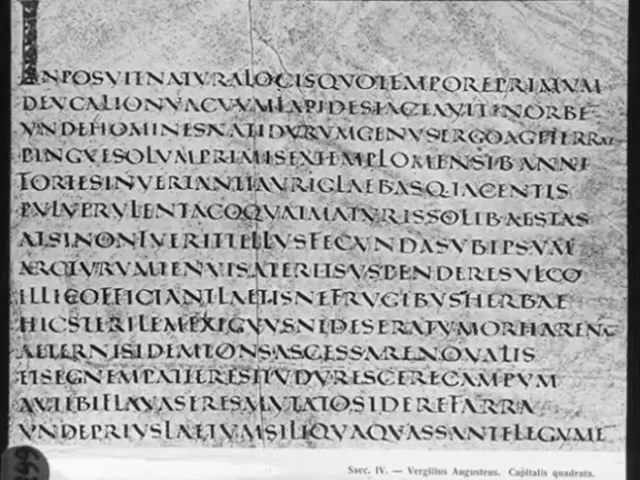 INPOSVITNATVRALOCISQVOTEMPOREPRIMVM
DEVCALIONVACVVMLAPIDESIACTAVITINORBE
VNDEHOMINESNATIDVRVMGENVSERGOAGETERRAE
PINGVESOLVMPRIMISEXTEMPLOMENSIBANNI
FORTESINVERTANTTAVRIGLAEBASQIACENTIS
PVLVERVLENTACOQVATMATVRISSOLIBAESTAS
ATSINONFVERITTELLVSFECVNDASVBIPSVM
ARCTVRVMTENVISATERITSVSPENDERESVLCO
ILLICOFFICIANTLAETISNEFRVGIBVSHERBAE
HICSTERILEMEXIGVVSNEDESERATVMORHARENA
ALTERNISIDEMTONSASCESSARENOVALIS
ETSEGNEMPATIERESITVDVRESCERECAMPVM
AVTIBIFLAVASERESMVTATOSIDEREFARRA
VNDEPRIVSLAETVMSILIQVAQVASSANTELEGVME
Saec. IV. — Vergilius Augusteus. Capitalis quadrata.